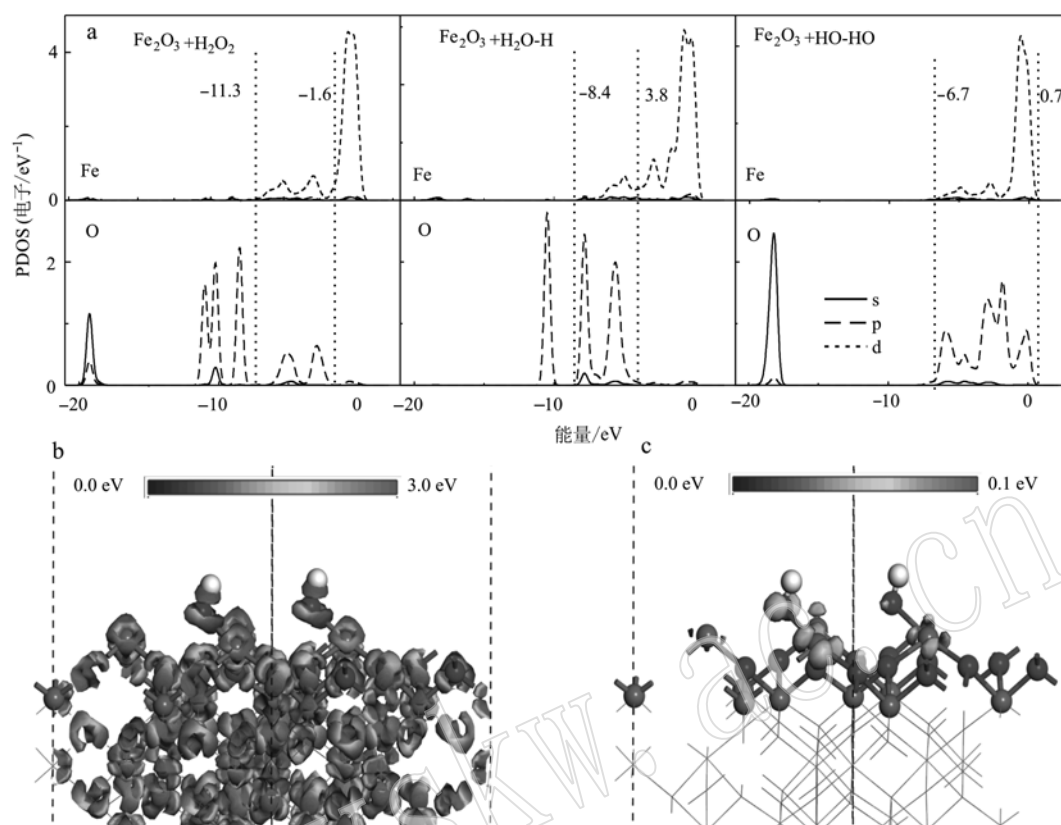 a
Fe₂O₃+H₂O₂
Fe₂O₃+H₂O-H
Fe₂O₃+HO-HO
-11.3
-1.6
-8.4
3.8
-6.7
0.7
4
2
0
0
PDOS (电子/eV⁻¹)
Fe
Fe
Fe
O
O
O
s
p
d
-20
-10
0
-20
-10
0
-20
-10
0
能量/eV
b
0.0 eV
3.0 eV
c
0.0 eV
0.1 eV